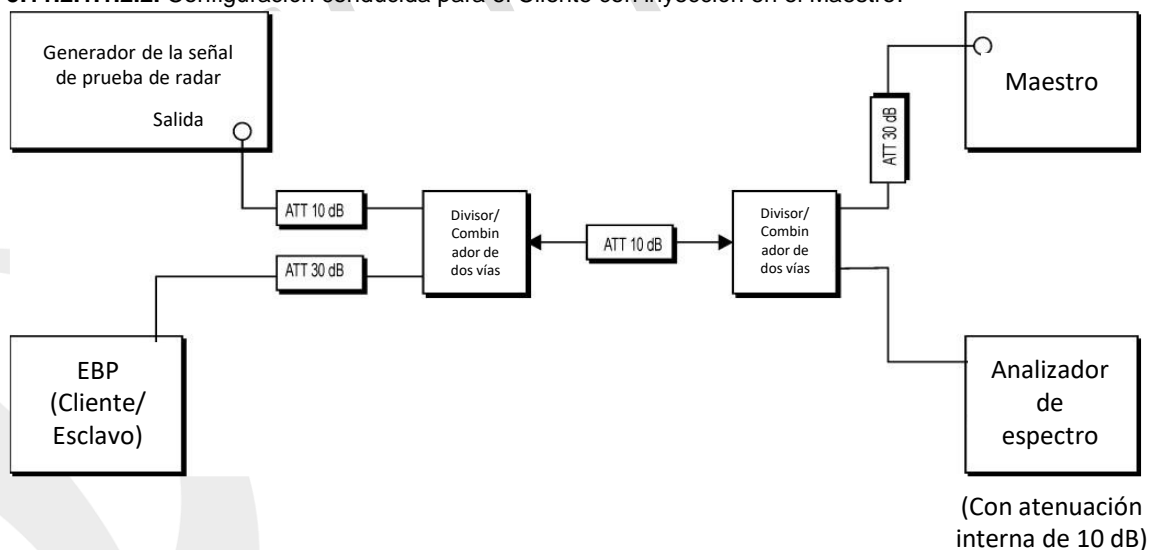 Configuración conducida para el Cliente con inyección en el Maestro.
Generador de la señal
de prueba de radar
Salida
Maestro
ATT 30 dB
ATT 10 dB
Divisor/
Combin
ador de
dos vías
ATT 10 dB
Divisor/
Combin
ador de
dos vías
ATT 30 dB
EBP
(Cliente/
Esclavo)
Analizador
de
espectro
(Con atenuación
interna de 10 dB)